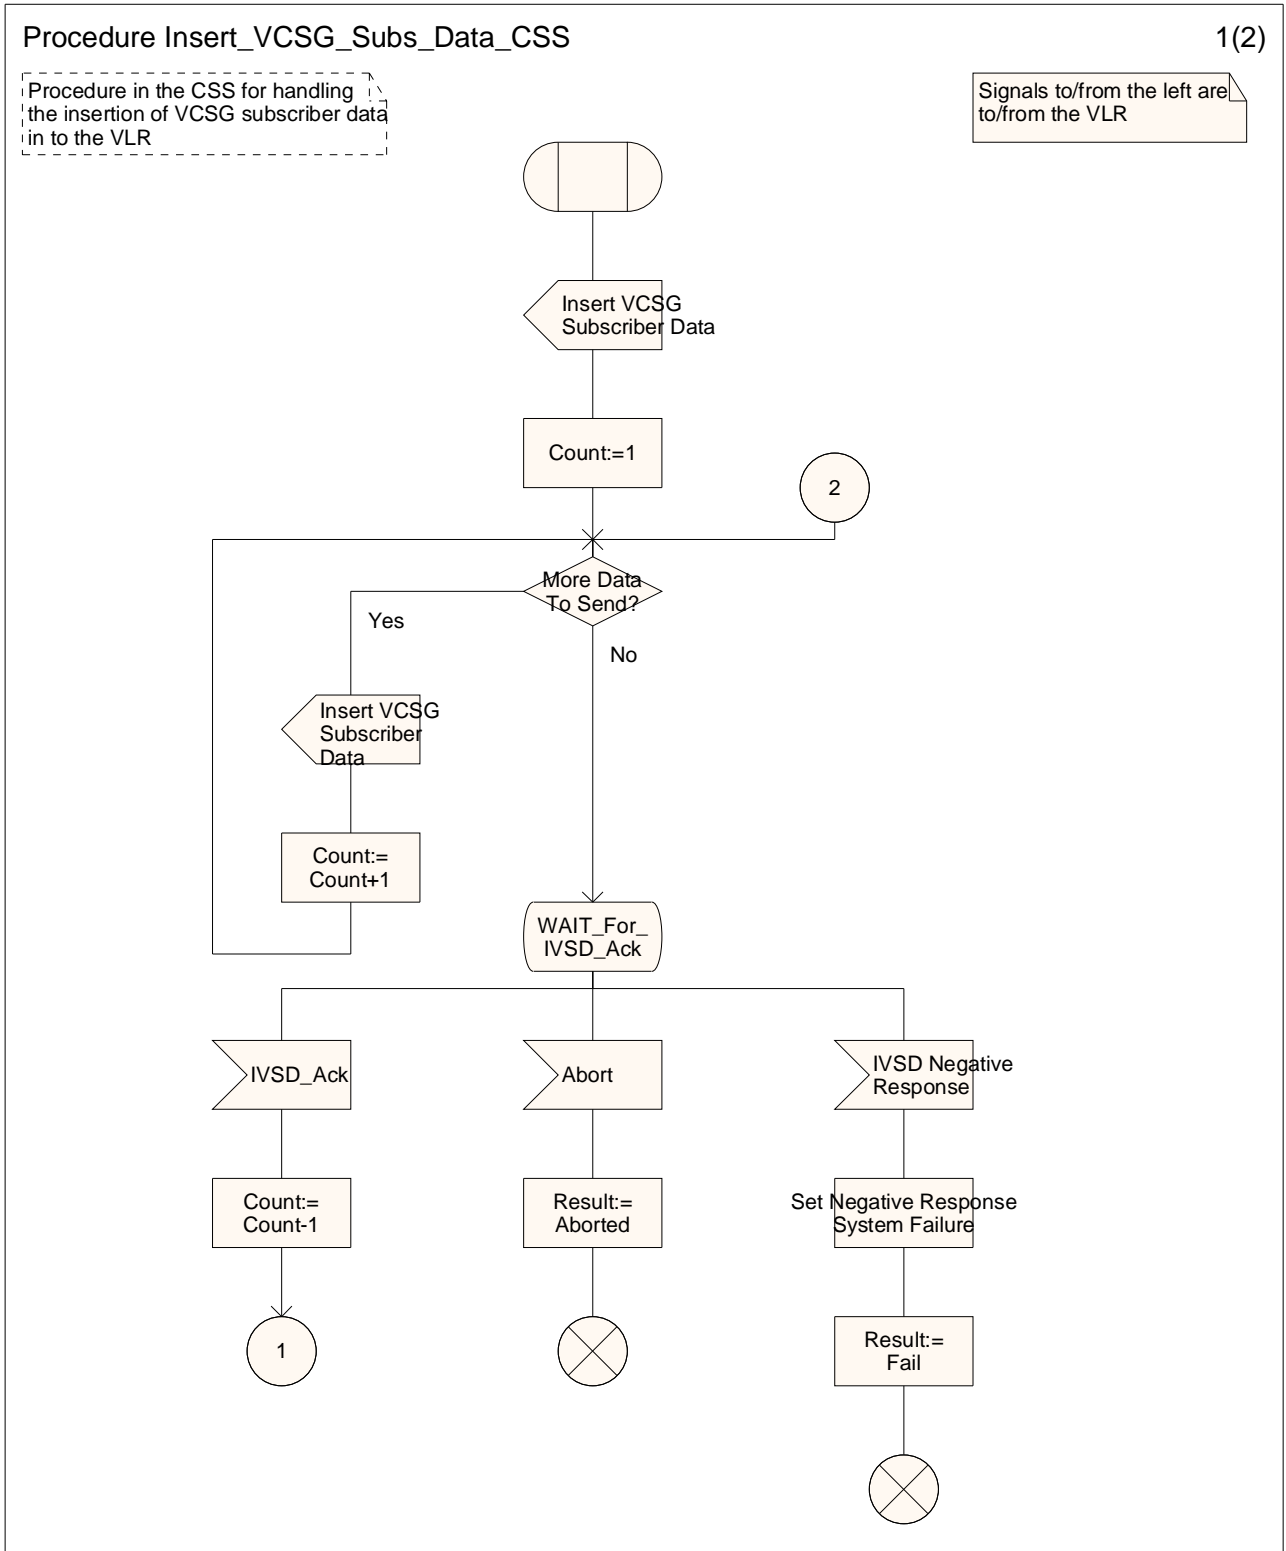 Procedure Insert_VCSG_Subs_Data_CSS
1(2)
Procedure in the CSS for handling
the insertion of VCSG subscriber data
in to the VLR
Signals to/from the left are
to/from the VLR
Insert VCSG
Subscriber Data
Count:=1
2
More Data
To Send?
Yes
No
Insert VCSG
Subscriber
Data
Count:=
Count+1
WAIT_For_
IVSD_Ack
IVSD_Ack
Abort
IVSD Negative
Response
Count:=
Count-1
Result:=
Aborted
Set Negative Response
System Failure
1
Result:=
Fail